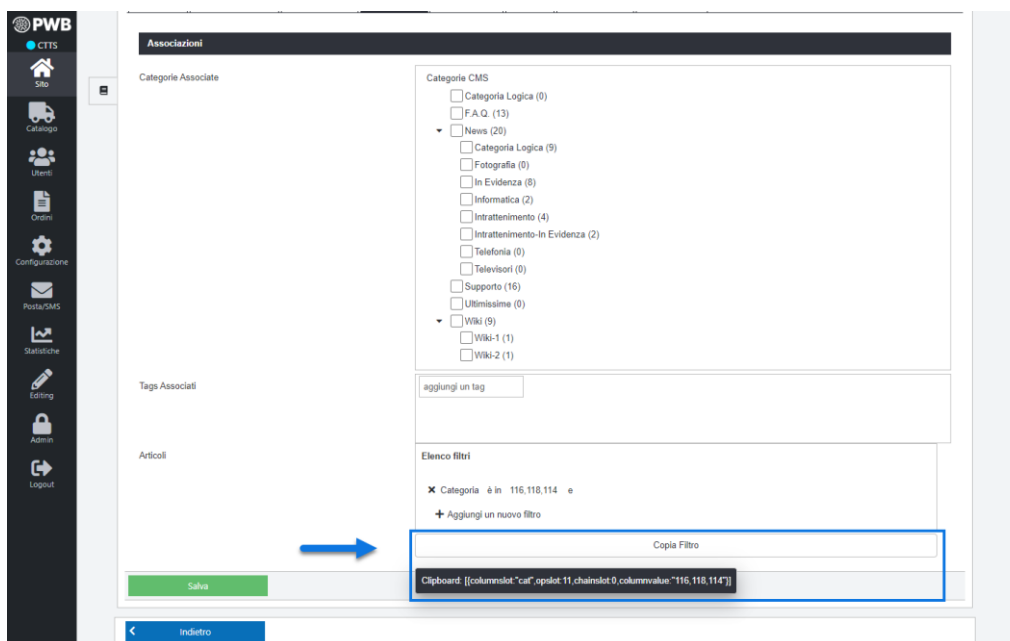 PWB
CTTS
Sito
Catalogo
Utenti
Ordini
Configurazione
Posta/SMS
Statistiche
Editing
Admin
Logout
Associazioni
Categorie Associate
Categorie CMS
Categoria Logica (0)
F.A.Q. (13)
News (20)
Categoria Logica (9)
Fotografia (0)
In Evidenza (8)
Informatica (2)
Intrattenimento (4)
Intrattenimento-In Evidenza (2)
Telefonia (0)
Televisori (0)
Supporto (16)
Ultimissime (0)
Wiki (9)
Wiki-1 (1)
Wiki-2 (1)
Tags Associati
aggiungi un tag
Articoli
Elenco filtri
Categoria è in 116,118,114 e
Aggiungi un nuovo filtro
Copia Filtro
Clipboard: [{columnslot:"cat",opslot:11,chainslot:0,columnvalue:"116,118,114"}]
Salva
Indietro